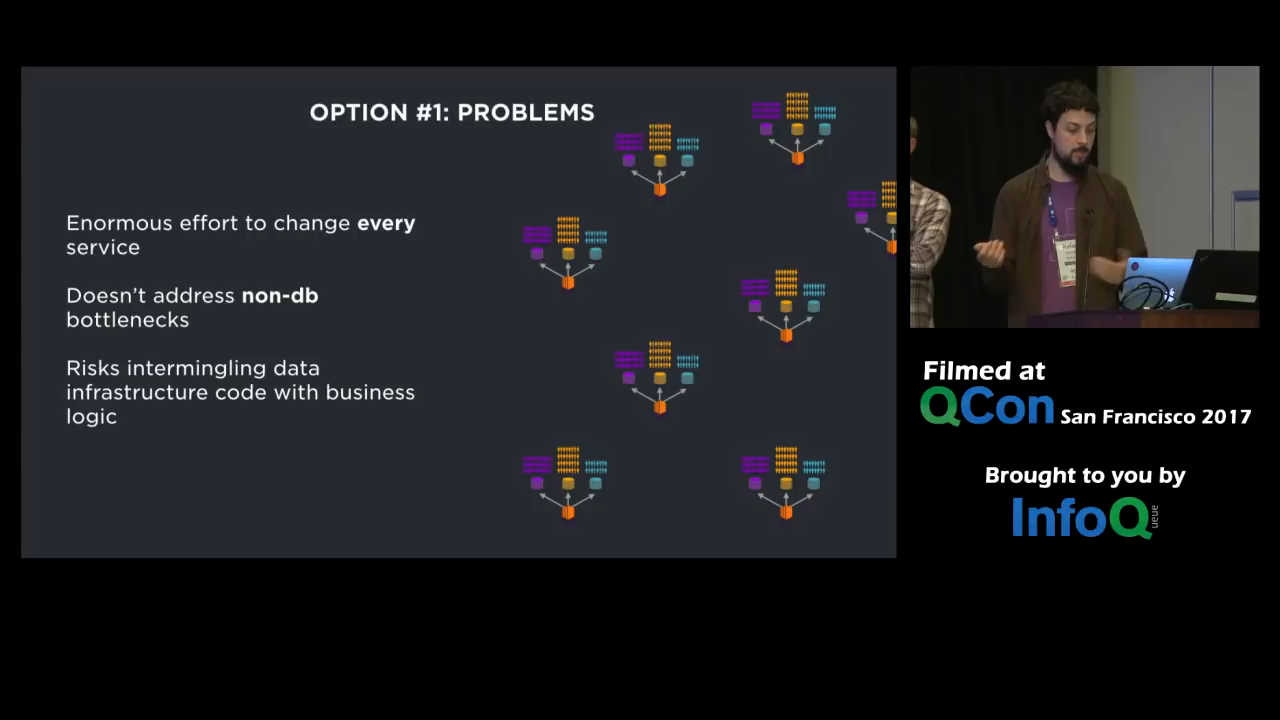 OPTION #1: PROBLEMS
Enormous effort to change every
service
Doesn't address non-db
bottlenecks
Risks intermingling data
infrastructure code with business
logic
Filmed at
QCon San Francisco 2017
Brought to you by
InfoQ
ueue